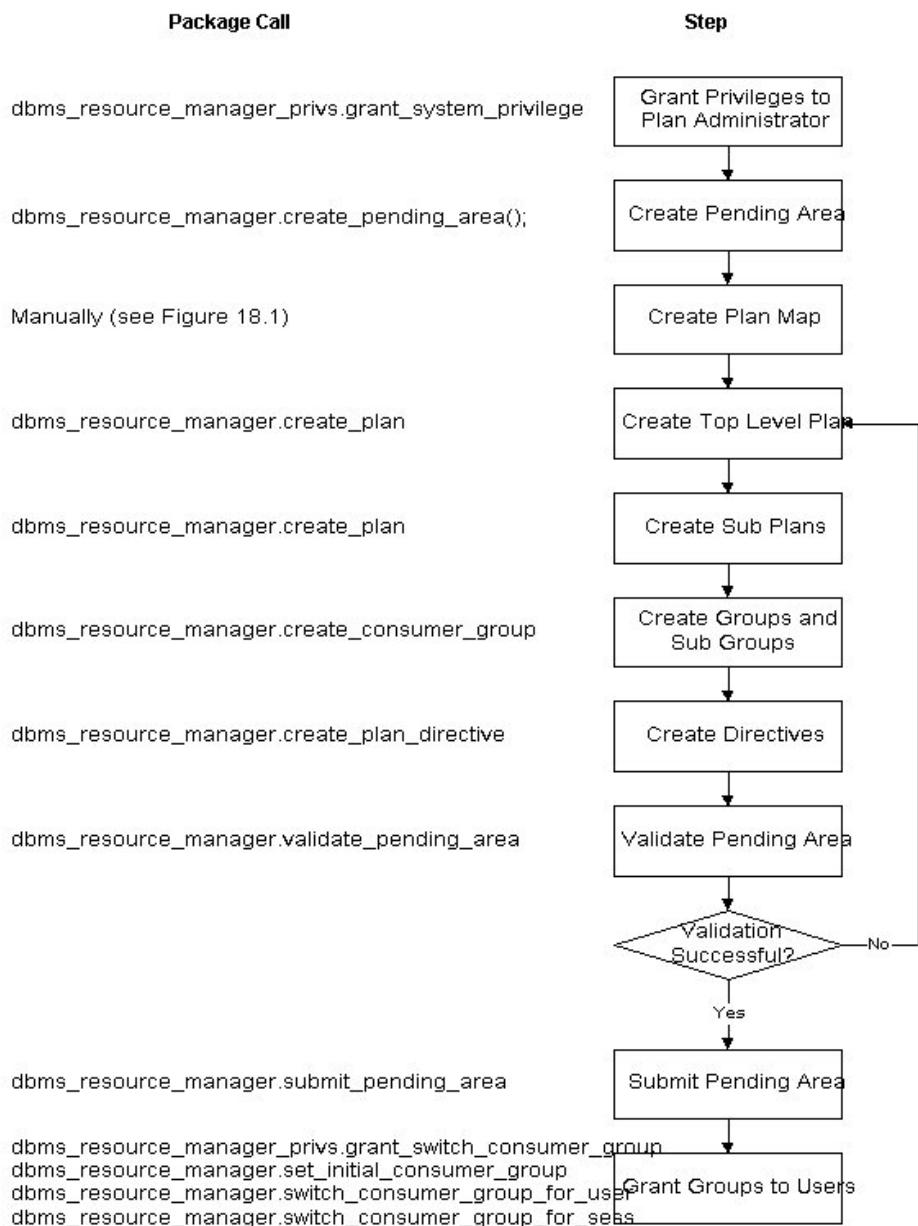 Package Call
Step
dbms_resource_manager_privs.grant_system_privilege
Grant Privileges to
Plan Administrator
dbms_resource_manager.create_pending_area();
Create Pending Area
Manually (see Figure 18.1)
Create Plan Map
dbms_resource_manager.create_plan
Create Top Level Plan
dbms_resource_manager.create_plan
Create Sub Plans
dbms_resource_manager.create_consumer_group
Create Groups and
Sub Groups
dbms_resource_manager.create_plan_directive
Create Directives
dbms_resource_manager.validate_pending_area
Validate Pending Area
Validation
Successful?
No
Yes
dbms_resource_manager.submit_pending_area
Submit Pending Area
dbms_resource_manager_privs.grant_switch_consumer_group
dbms_resource_manager.set_initial_consumer_group
dbms_resource_manager.switch_consumer_group_for_user
dbms_resource_manager.switch_consumer_group_for_sess
Grant Groups to Users